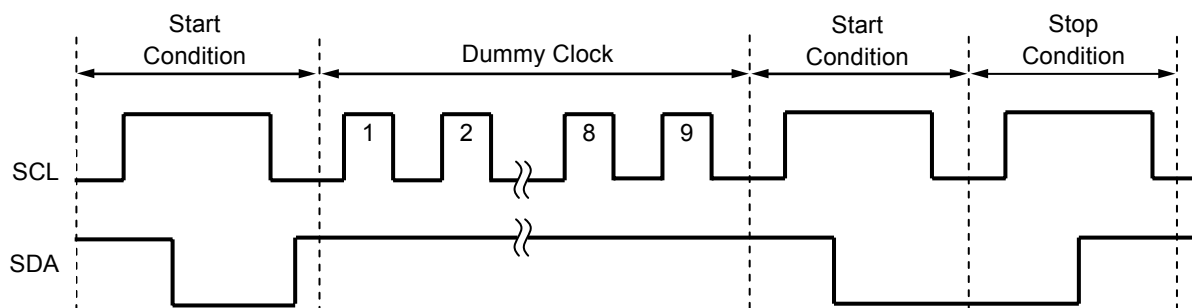 Start
Condition
Dummy Clock
Start
Condition
Stop
Condition
SCL
1
2
8
9
SDA